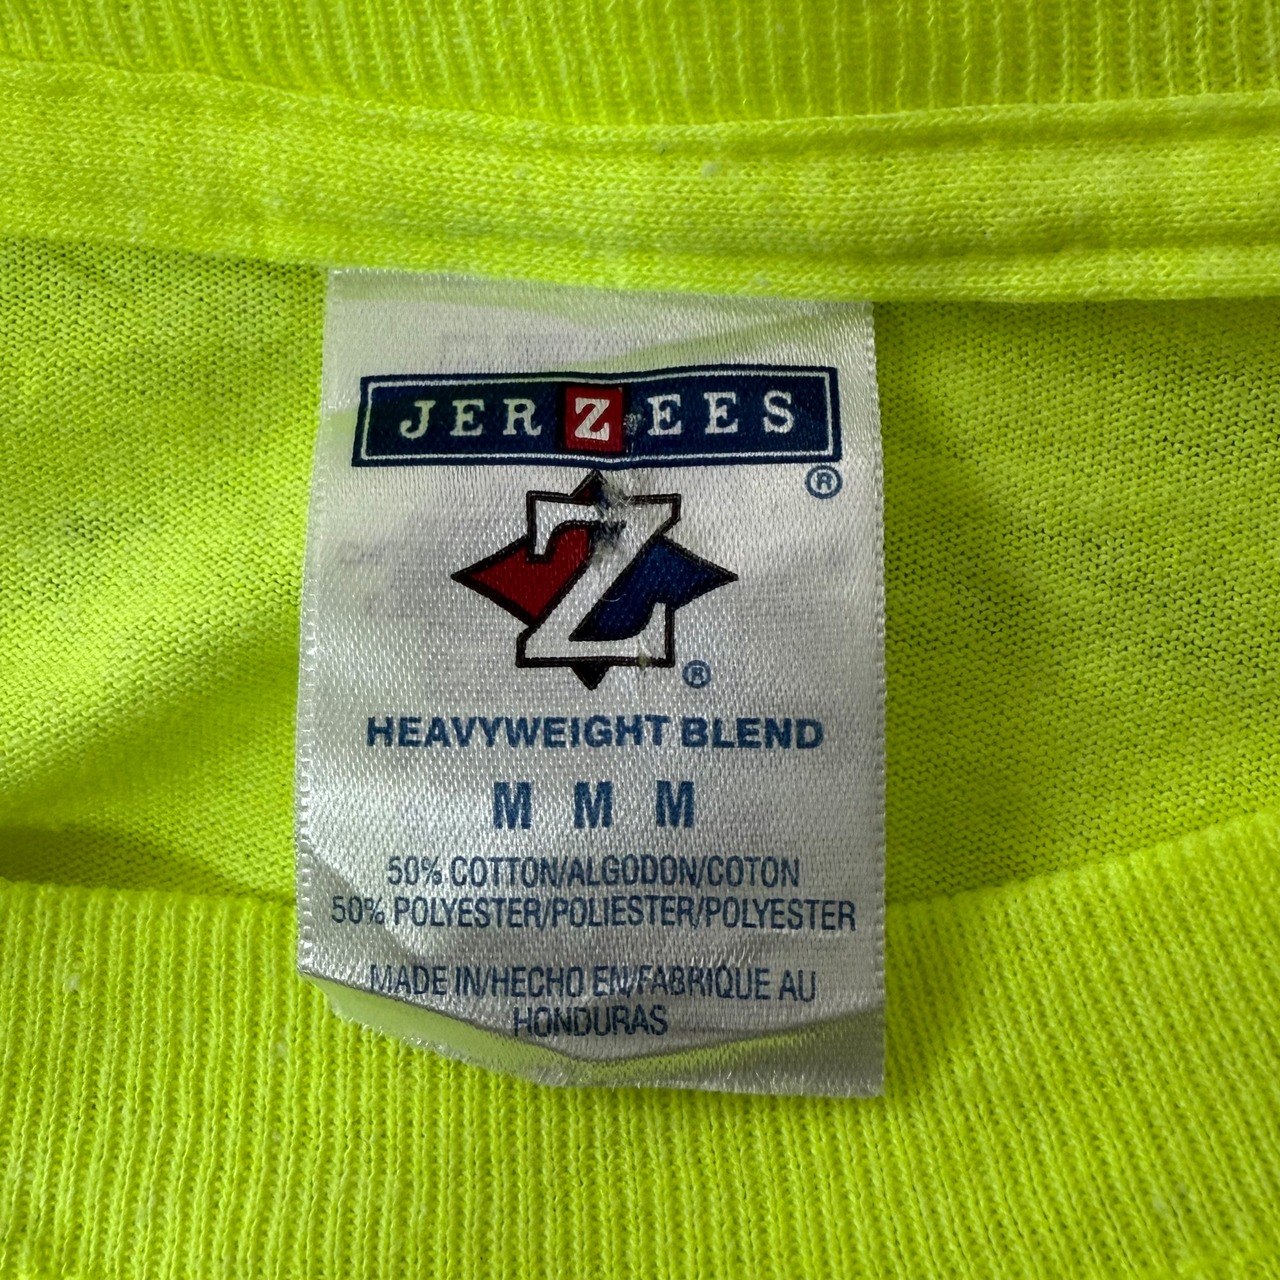 JERZEES
®
Z
®
HEAVYWEIGHT BLEND
M M M
50% COTTON/ALGODON/COTON
50% POLYESTER/POLIESTER/POLYESTER
MADE IN/HECHO EN/FABRIQUE AU
HONDURAS